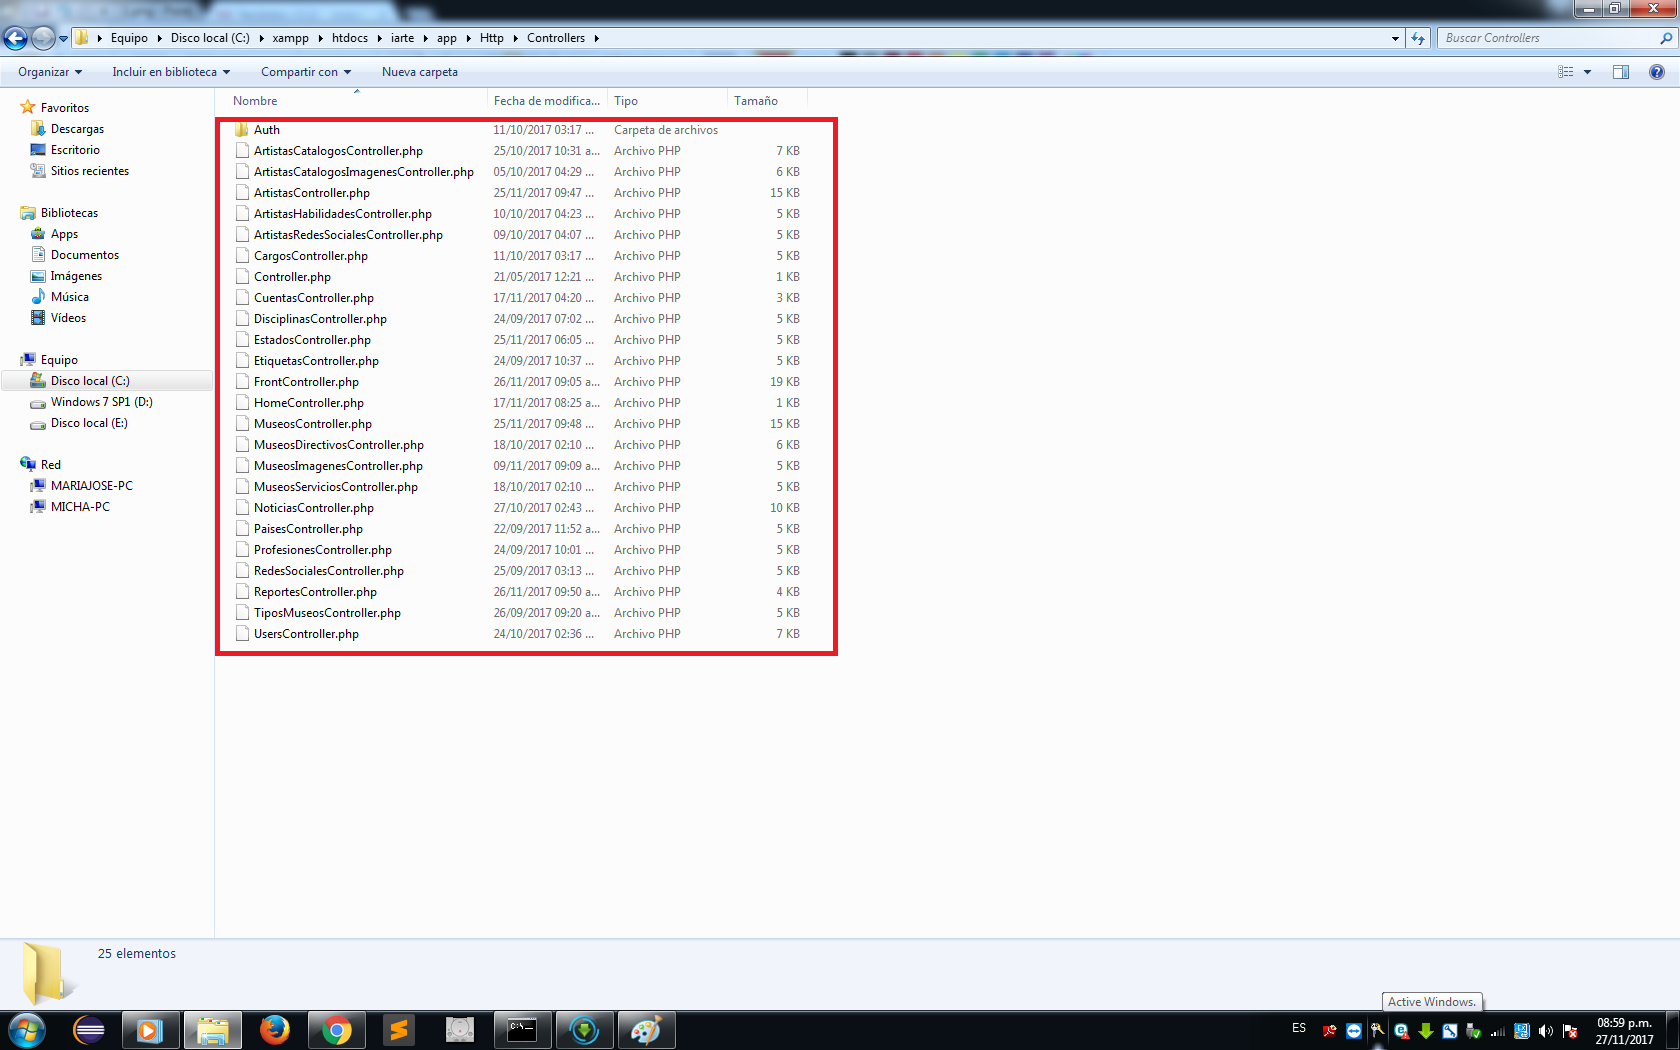 Equipo Disco local (C:) xampp htdocs iarte app Http Controllers
Buscar Controllers
Organizar Incluir en biblioteca Compartir con Nueva carpeta
Favoritos
Descargas
Escritorio
Sitios recientes
Bibliotecas
Apps
Documentos
Imágenes
Música
Vídeos
Equipo
Disco local (C:)
Windows 7 SP1 (D:)
Disco local (E:)
Red
MARIAJOSE-PC
MICHA-PC
Nombre Fecha de modifica... Tipo Tamaño
Auth 11/10/2017 03:17 ... Carpeta de archivos
ArtistasCatalogosController.php 25/10/2017 10:31 a... Archivo PHP 7 KB
ArtistasCatalogosImagenesController.php 05/10/2017 04:29 ... Archivo PHP 6 KB
ArtistasController.php 25/11/2017 09:47 ... Archivo PHP 15 KB
ArtistasHabilidadesController.php 10/10/2017 04:23 ... Archivo PHP 5 KB
ArtistasRedesSocialesController.php 09/10/2017 04:07 ... Archivo PHP 5 KB
CargosController.php 11/10/2017 03:17 ... Archivo PHP 5 KB
Controller.php 21/05/2017 12:21 ... Archivo PHP 1 KB
CuentasController.php 17/11/2017 04:20 ... Archivo PHP 3 KB
DisciplinasController.php 24/09/2017 07:02 ... Archivo PHP 5 KB
EstadosController.php 25/11/2017 06:05 ... Archivo PHP 5 KB
EtiquetasController.php 24/09/2017 10:37 ... Archivo PHP 5 KB
FrontController.php 26/11/2017 09:05 a... Archivo PHP 19 KB
HomeController.php 17/11/2017 08:25 a... Archivo PHP 1 KB
MuseosController.php 25/11/2017 09:48 ... Archivo PHP 15 KB
MuseosDirectivosController.php 18/10/2017 02:10 ... Archivo PHP 6 KB
MuseosImagenesController.php 09/11/2017 09:09 a... Archivo PHP 5 KB
MuseosServiciosController.php 18/10/2017 02:10 ... Archivo PHP 5 KB
NoticiasController.php 27/10/2017 02:43 ... Archivo PHP 10 KB
PaisesController.php 22/09/2017 11:52 a... Archivo PHP 5 KB
ProfesionesController.php 24/09/2017 10:01 ... Archivo PHP 5 KB
RedesSocialesController.php 25/09/2017 03:13 ... Archivo PHP 5 KB
ReportesController.php 26/11/2017 09:50 a... Archivo PHP 4 KB
TiposMuseosController.php 26/09/2017 09:20 a... Archivo PHP 5 KB
UsersController.php 24/10/2017 02:36 ... Archivo PHP 7 KB
25 elementos
Active Windows.
ES
08:59 p.m.
27/11/2017